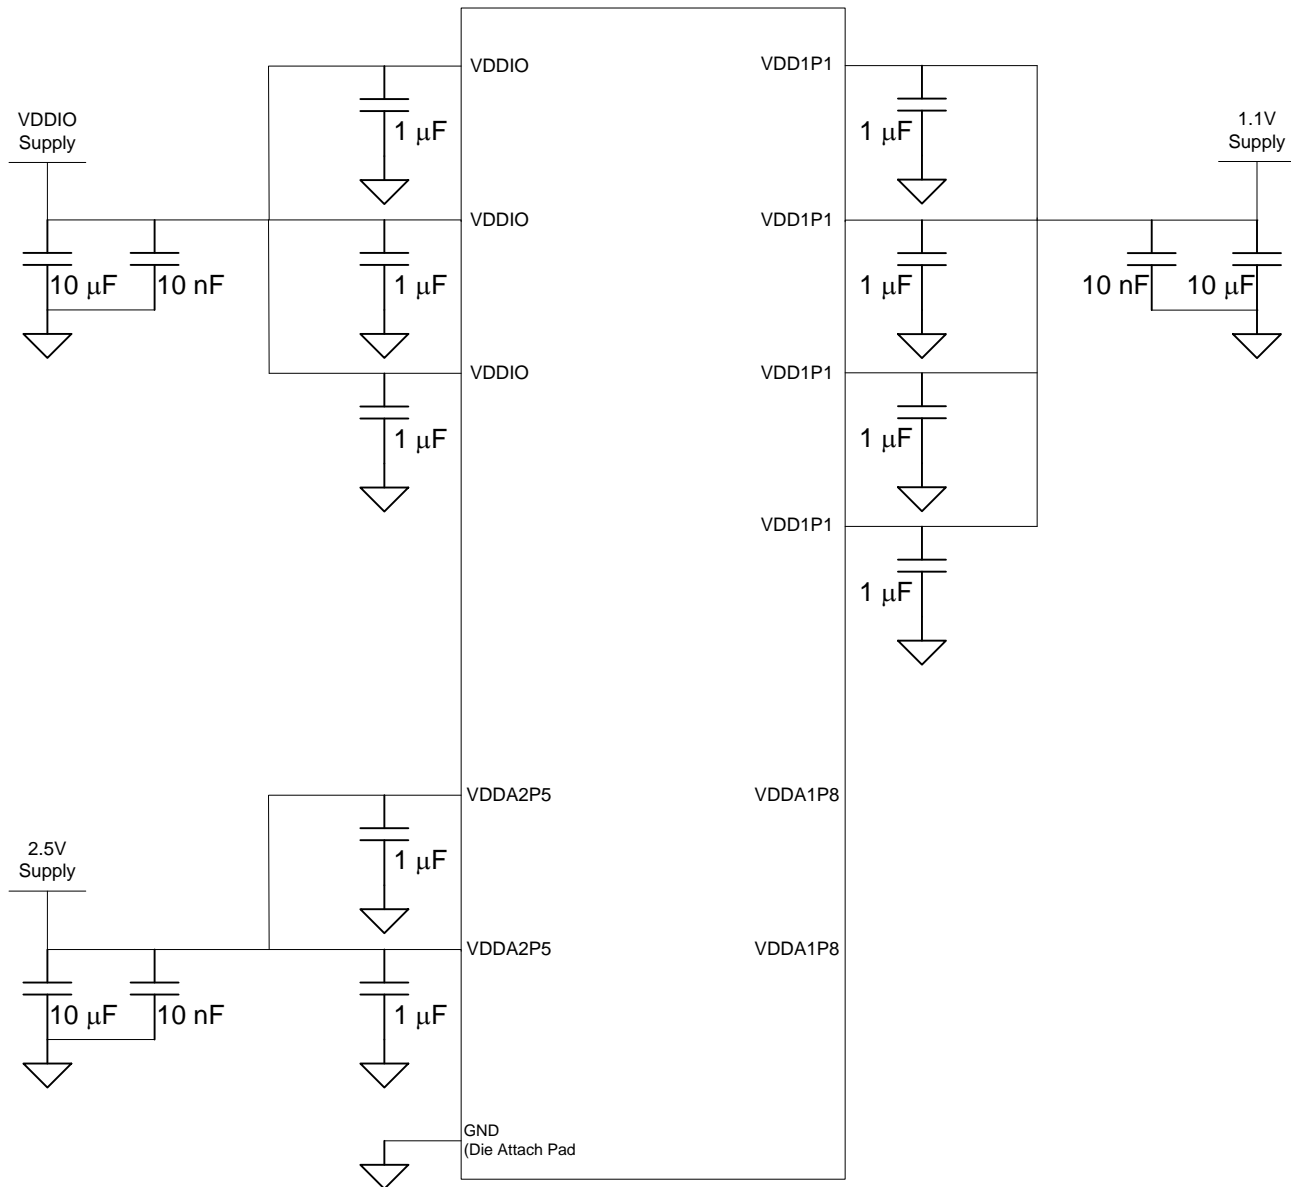 VDDIO
VDD1P1
1 μF
1 μF
VDDIO
Supply
1.1V
Supply
VDDIO
VDD1P1
10 μF
10 nF
1 μF
1 μF
10 nF
10 μF
VDDIO
VDD1P1
1 μF
1 μF
VDD1P1
1 μF
VDDA2P5
VDDA1P8
2.5V
Supply
1 μF
VDDA2P5
VDDA1P8
10 μF
10 nF
1 μF
GND
(Die Attach Pad